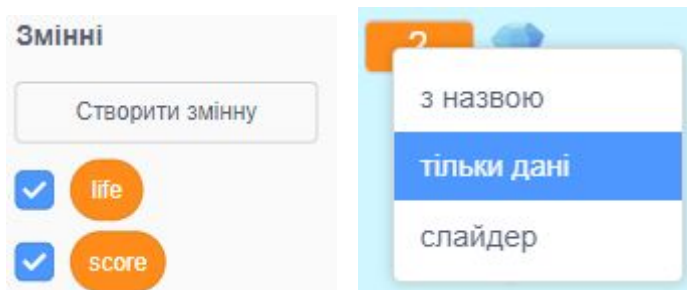 Змінні
Створити змінну
life
score
2
з назвою
тільки дані
слайдер